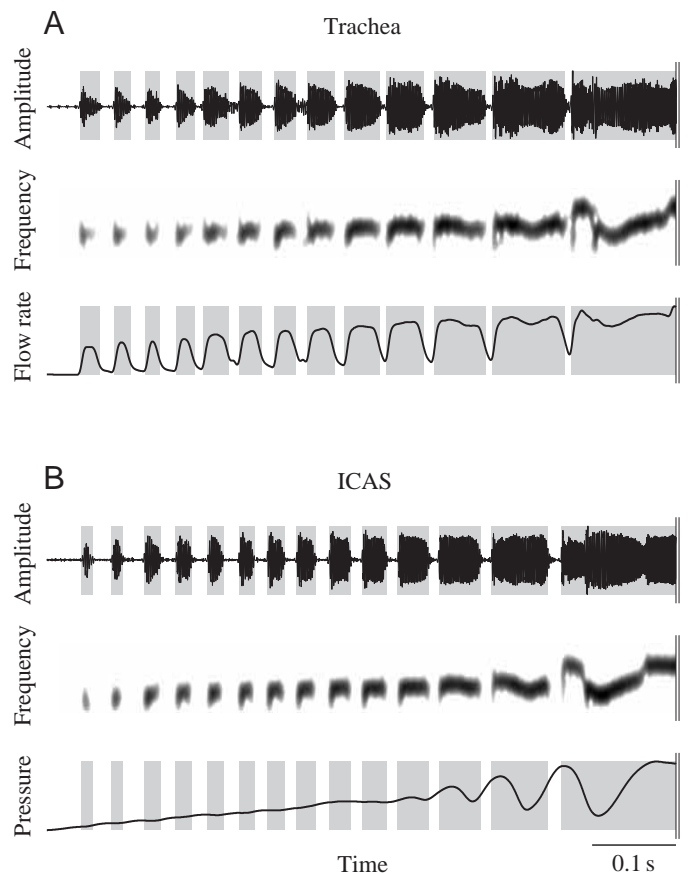 A
Trachea
Amplitude
Frequency
Flow rate
B
ICAS
Amplitude
Frequency
Pressure
Time
0.1 s